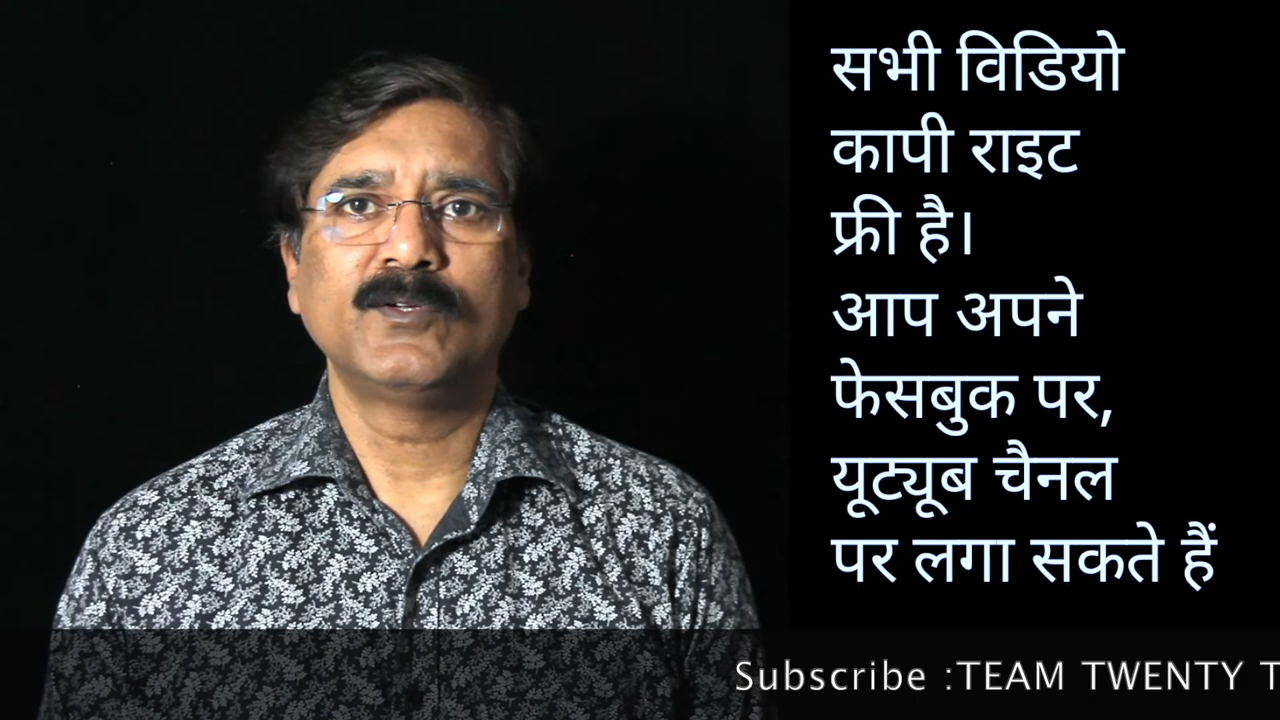 सभी विडियो
कापी राइट
फ्री है।
आप अपने
फेसबुक पर,
यूट्यूब चैनल
पर लगा सकते हैं
Subscribe :TEAM TWENTY T